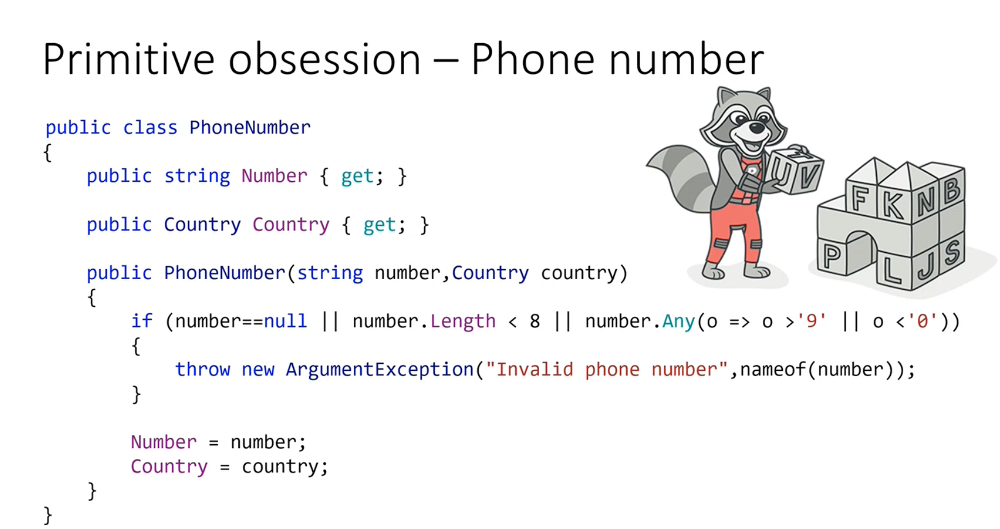 Primitive obsession – Phone number
public class PhoneNumber
{
    public string Number { get; }
    public Country Country { get; }
    public PhoneNumber(string number,Country country)
    {
        if (number==null || number.Length < 8 || number.Any(o => o >'9' || o <'0'))
        {
            throw new ArgumentException("Invalid phone number",nameof(number));
        }
        Number = number;
        Country = country;
    }
}
U V
F K N B
P L J S